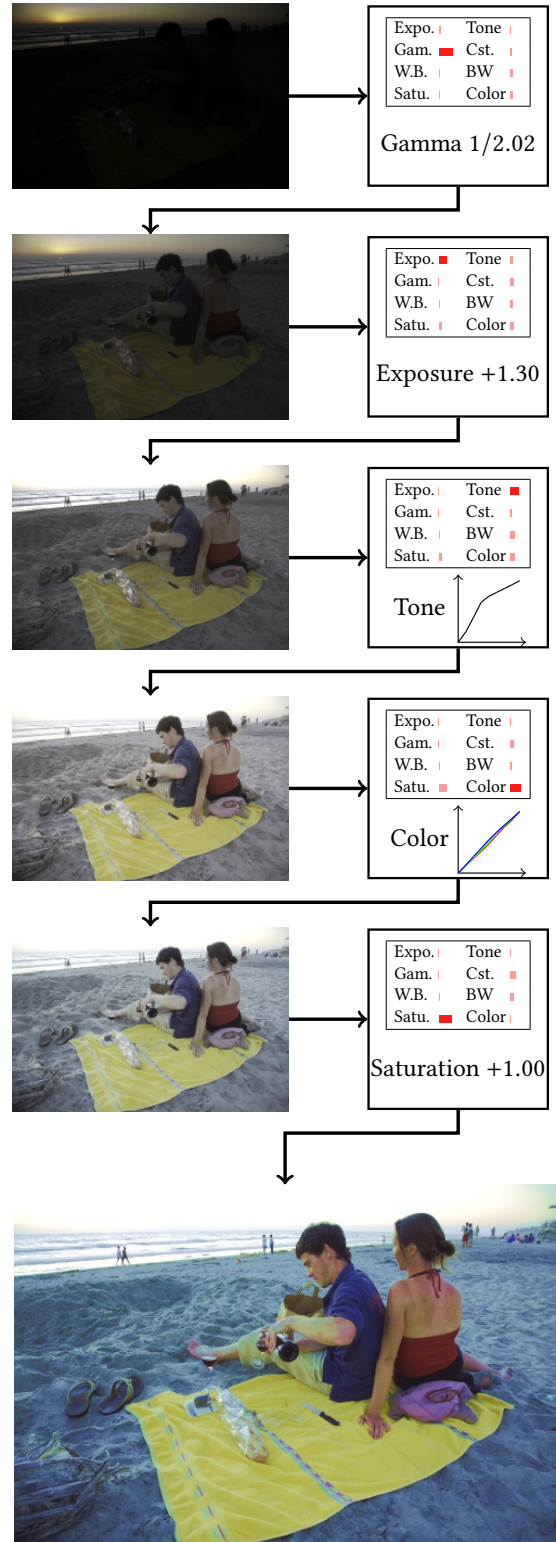 Expo. Tone
Gam. Cst.
W.B. BW
Satu. Color
Gamma 1/2.02
Expo. Tone
Gam. Cst.
W.B. BW
Satu. Color
Exposure +1.30
Expo. Tone
Gam. Cst.
W.B. BW
Satu. Color
Tone
Expo. Tone
Gam. Cst.
W.B. BW
Satu. Color
Color
Expo. Tone
Gam. Cst.
W.B. BW
Satu. Color
Saturation +1.00